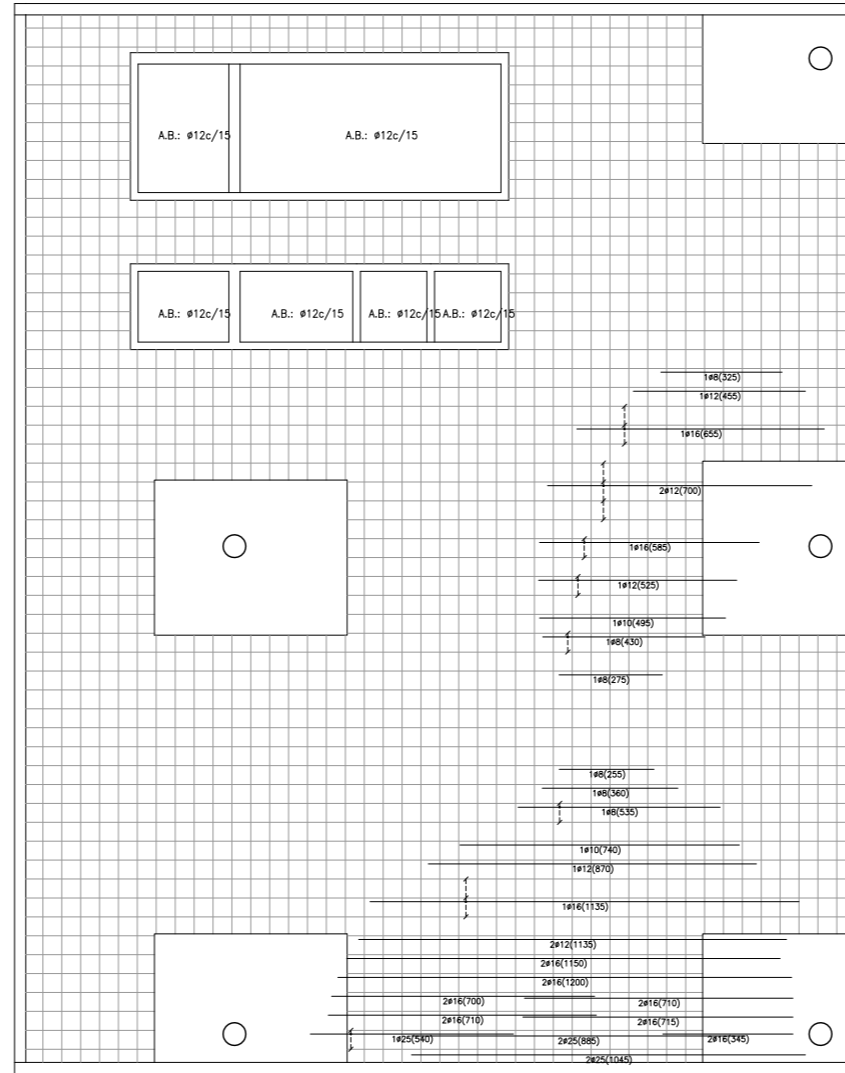 A.B.: ø12c/15 A.B.: ø12c/15
A.B.: ø12c/15 A.B.: ø12c/15 A.B.: ø12c/15 A.B.: ø12c/15
1ø8(325)
1ø12(455)
1ø16(655)
2ø12(700)
1ø16(585)
1ø12(525)
1ø10(495)
1ø8(430)
1ø8(275)
1ø8(255)
1ø8(360)
1ø8(535)
1ø10(740)
1ø12(870)
1ø16(1135)
2ø12(1135)
2ø16(1150)
2ø16(1200)
2ø16(700) 2ø16(710)
2ø16(710) 2ø16(715)
1ø25(540) 2ø25(885) 2ø16(345)
2ø25(1045)